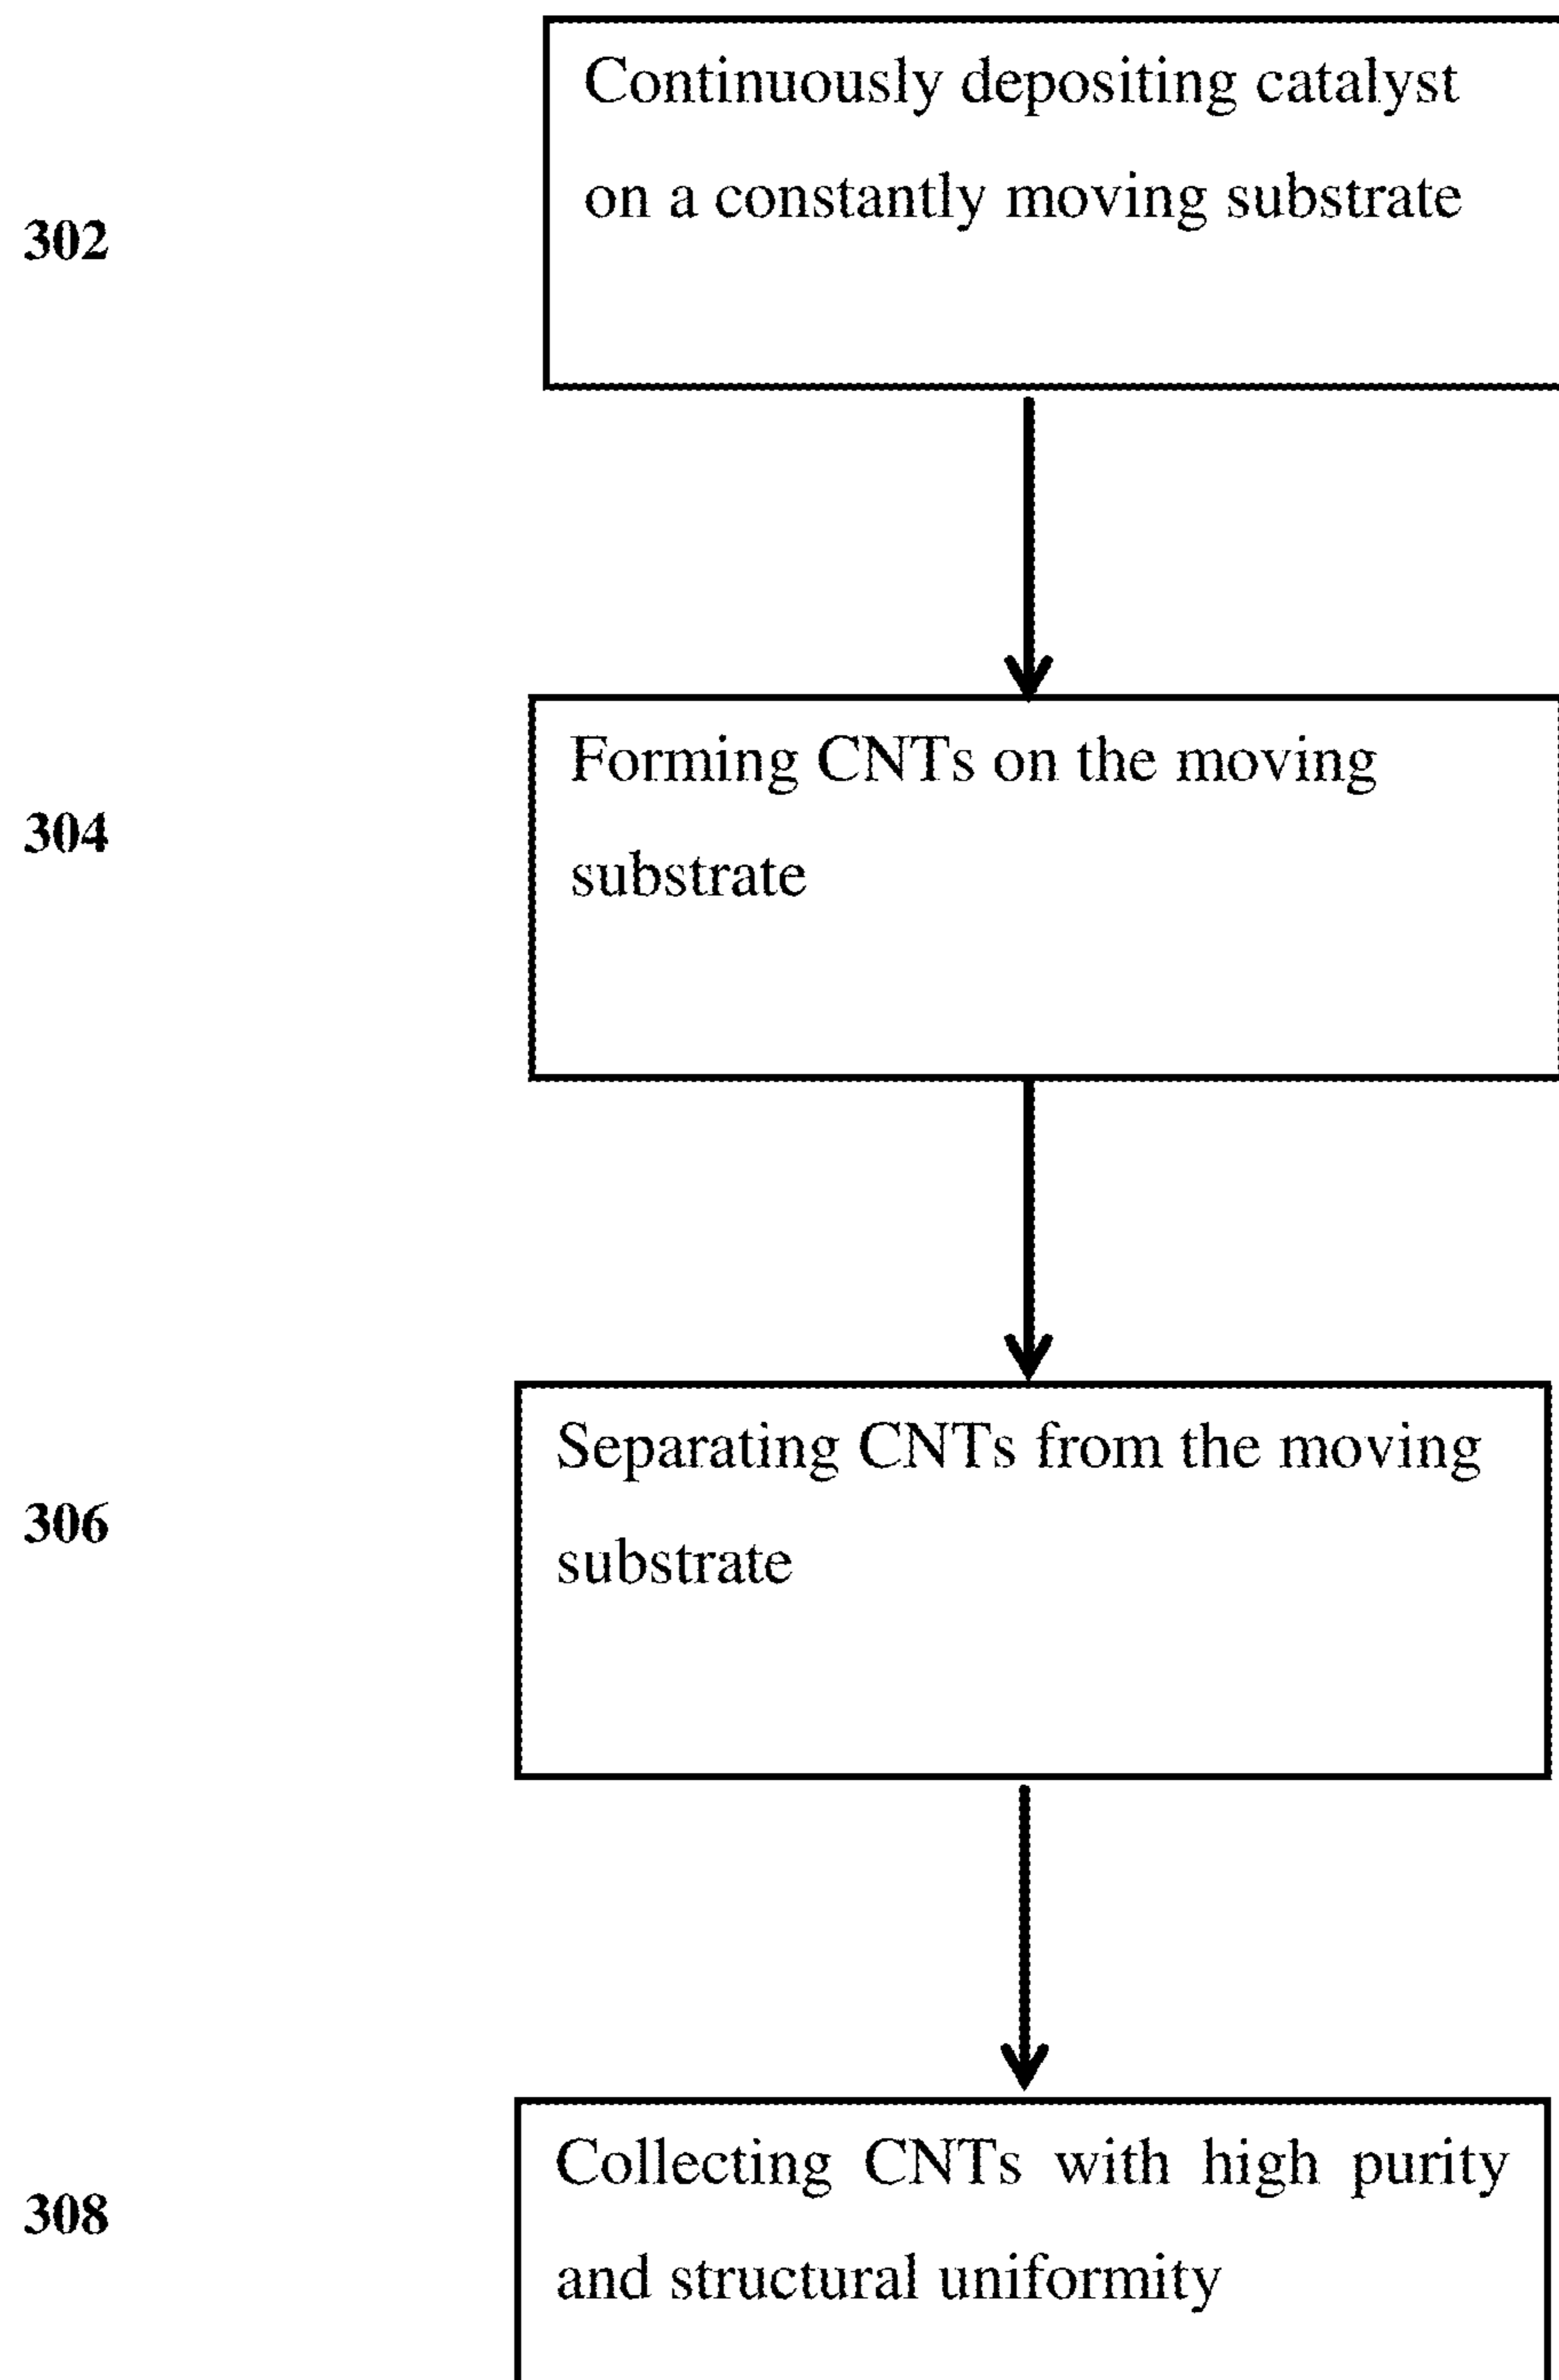 Continuously depositing catalyst
on a constantly moving substrate
302
Forming CNTs on the moving
substrate
304
Separating CNTs from the moving
substrate
306
Collecting CNTs with high purity
and structural uniformity
308